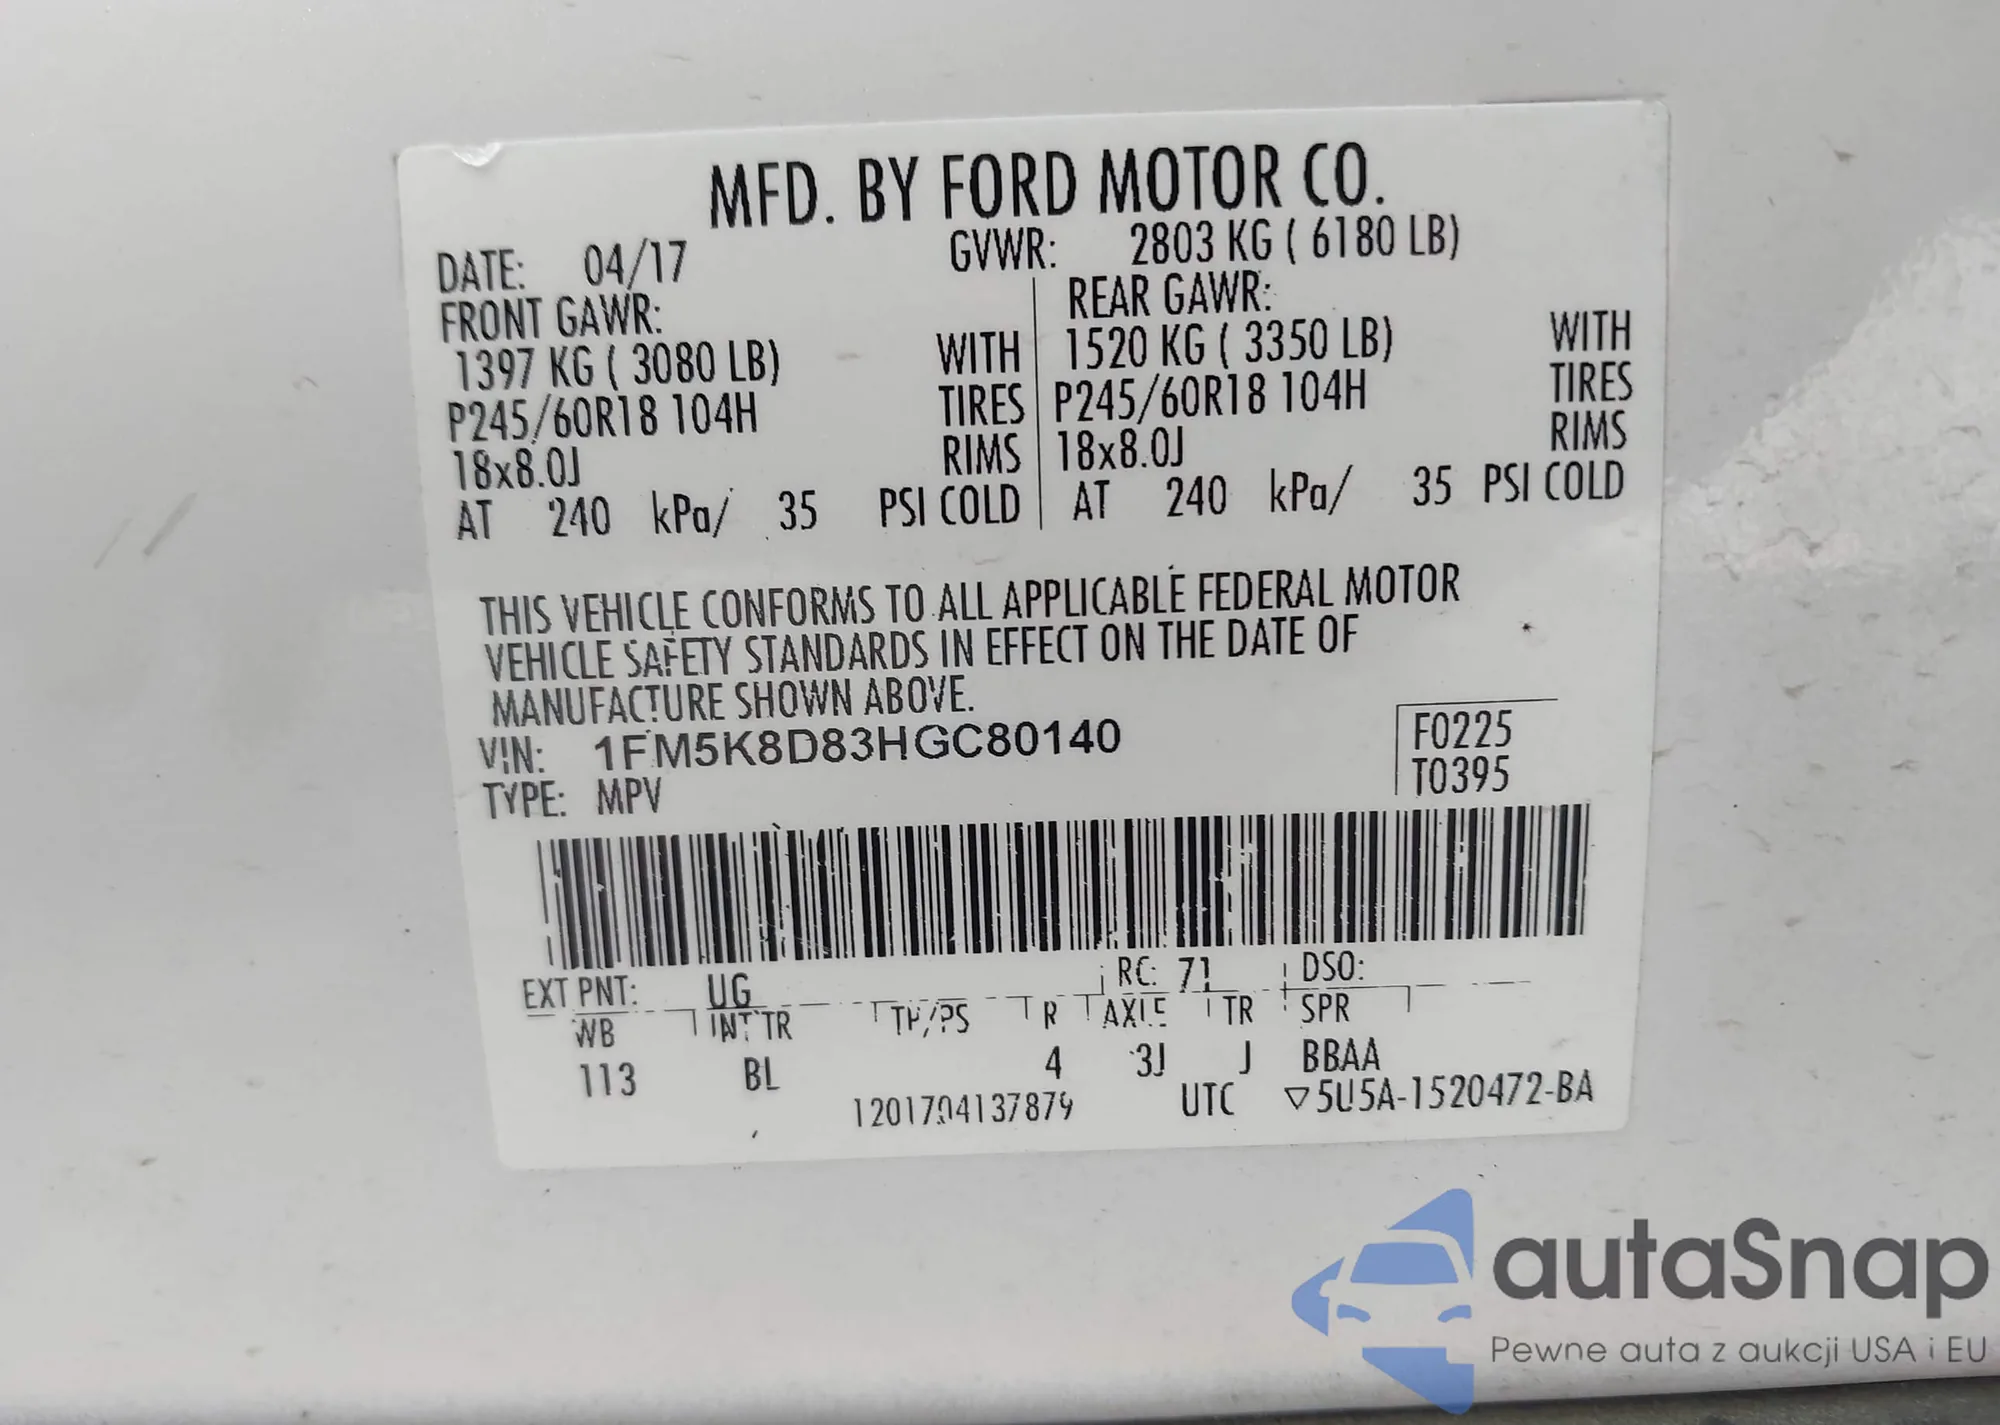 MFD. BY FORD MOTOR CO.
DATE: 04/17 GVWR: 2803 KG ( 6180 LB)
FRONT GAWR: REAR GAWR:
1397 KG ( 3080 LB) WITH 1520 KG ( 3350 LB) WITH
P245/60R18 104H TIRES P245/60R18 104H TIRES
18x8.0J RIMS 18x8.0J RIMS
AT 240 kPa/ 35 PSI COLD AT 240 kPa/ 35 PSI COLD
THIS VEHICLE CONFORMS TO ALL APPLICABLE FEDERAL MOTOR
VEHICLE SAFETY STANDARDS IN EFFECT ON THE DATE OF
MANUFACTURE SHOWN ABOVE.
VIN: 1FM5K8D83HGC80140 F0225
TYPE: MPV T0395
EXT PNT: UG RC: 71 DSO:
WB INT TR TP/PS R AXLE TR SPR
113 BL 4 3J J BBAA
1201704137879 UTC ▽5U5A-1520472-BA
autaSnap
Pewne auta z aukcji USA i EU